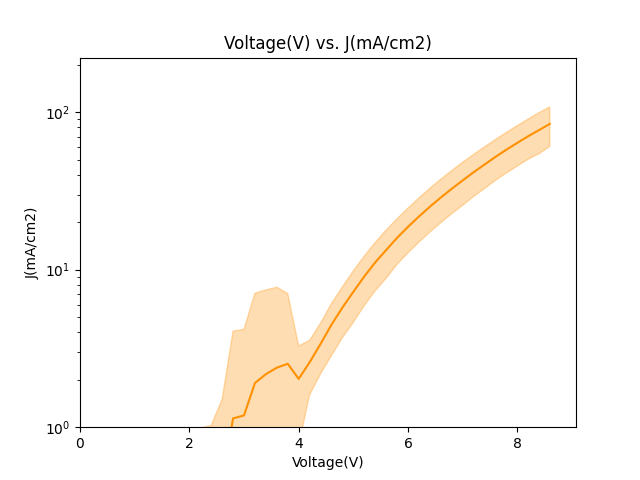 Voltage(V) vs. J(mA/cm2)
J(mA/cm2)
10²
10¹
10⁰
0 2 4 6 8
Voltage(V)